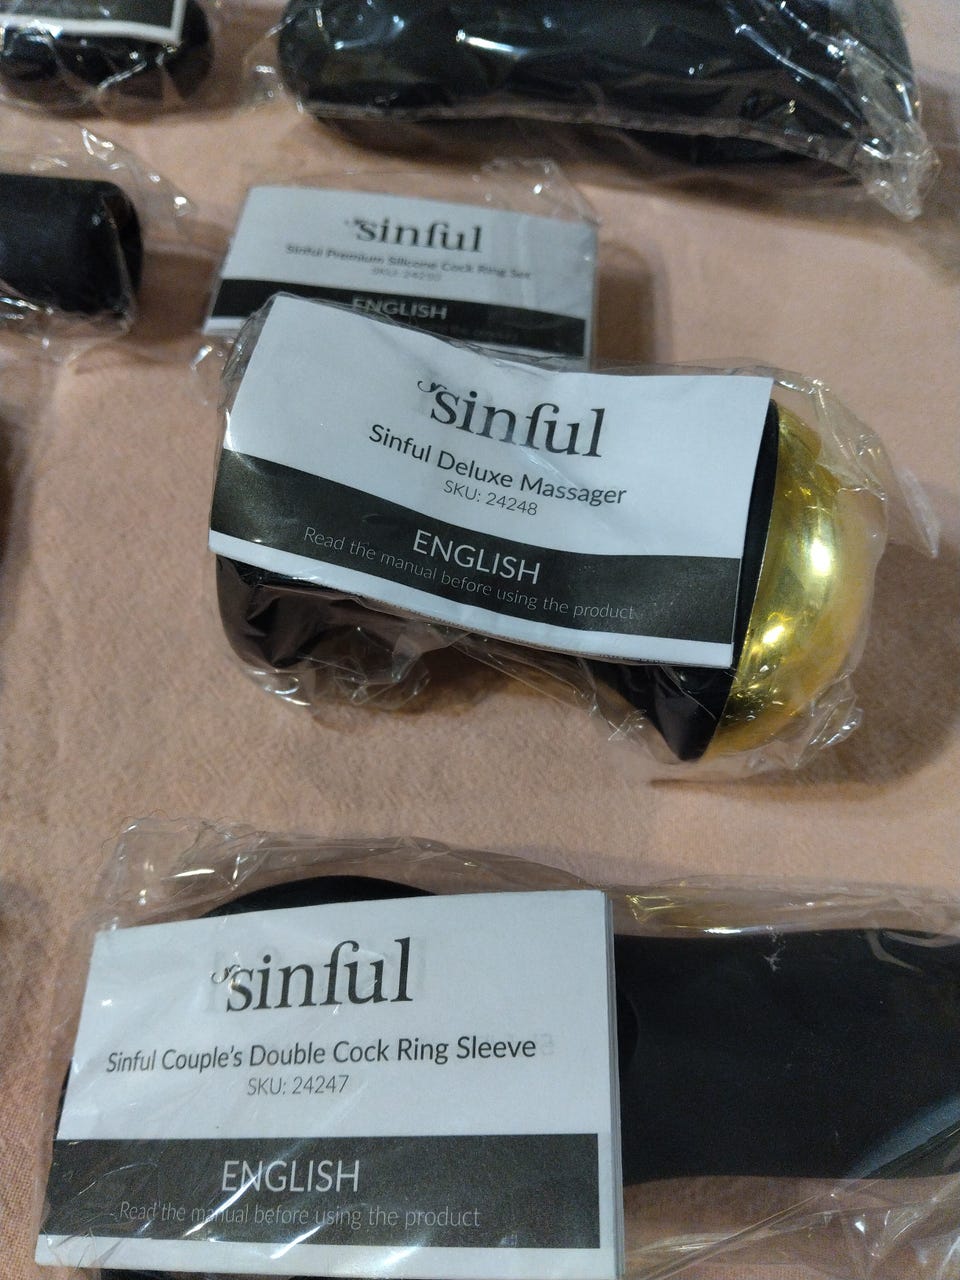 sinful
Sinful Premium Silicone Cock Ring Set
ENGLISH
sinful
Sinful Deluxe Massager
SKU: 24248
ENGLISH
Read the manual before using the product
sinful
Sinful Couple's Double Cock Ring Sleeve
SKU: 24247
ENGLISH
Read the manual before using the product